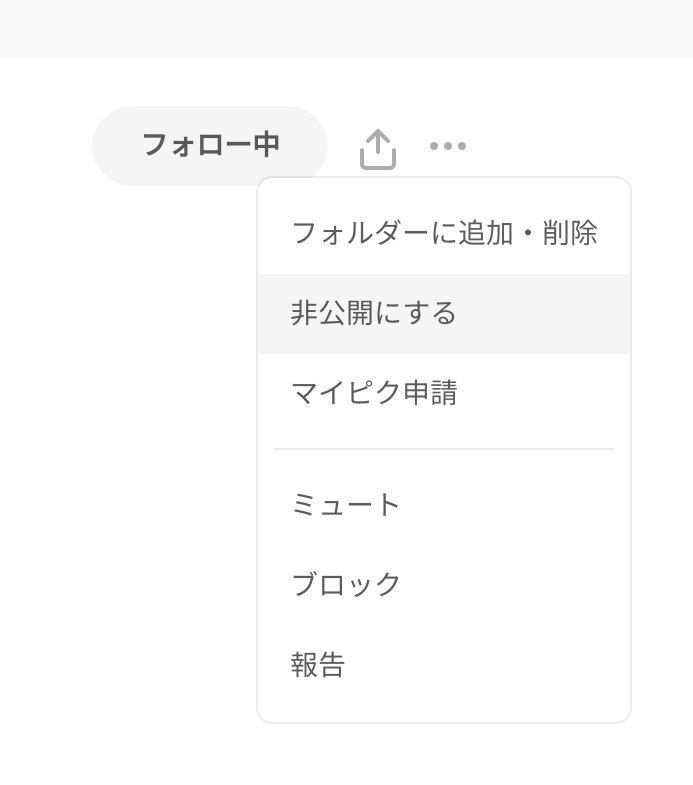 フォロー中
フォルダーに追加・削除
非公開にする
マイピク申請
ミュート
ブロック
報告